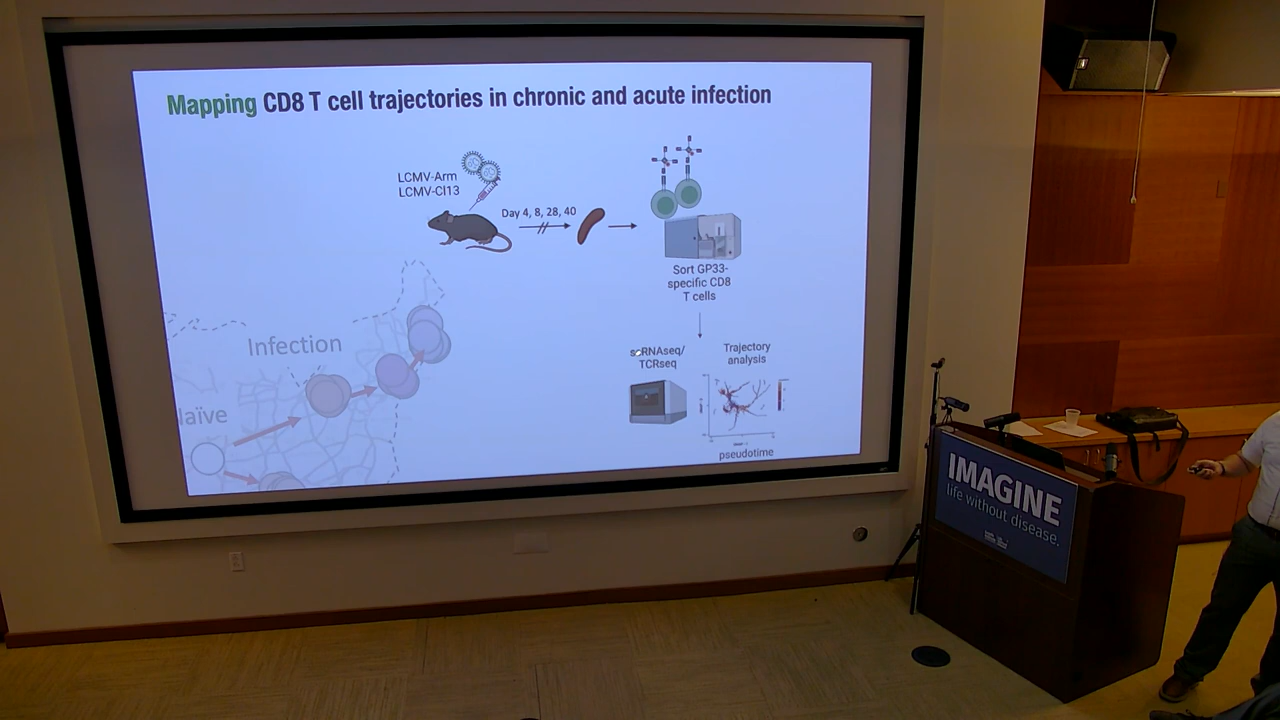 Mapping CD8 T cell trajectories in chronic and acute infection
LCMV-Arm
LCMV-Cl13
Day 4, 8, 28, 40
Sort GP33-
specific CD8
T cells
scRNAseq/
TCRseq
Trajectory
analysis
pseudotime
Infection
Naïve
IMAGINE
life without disease.